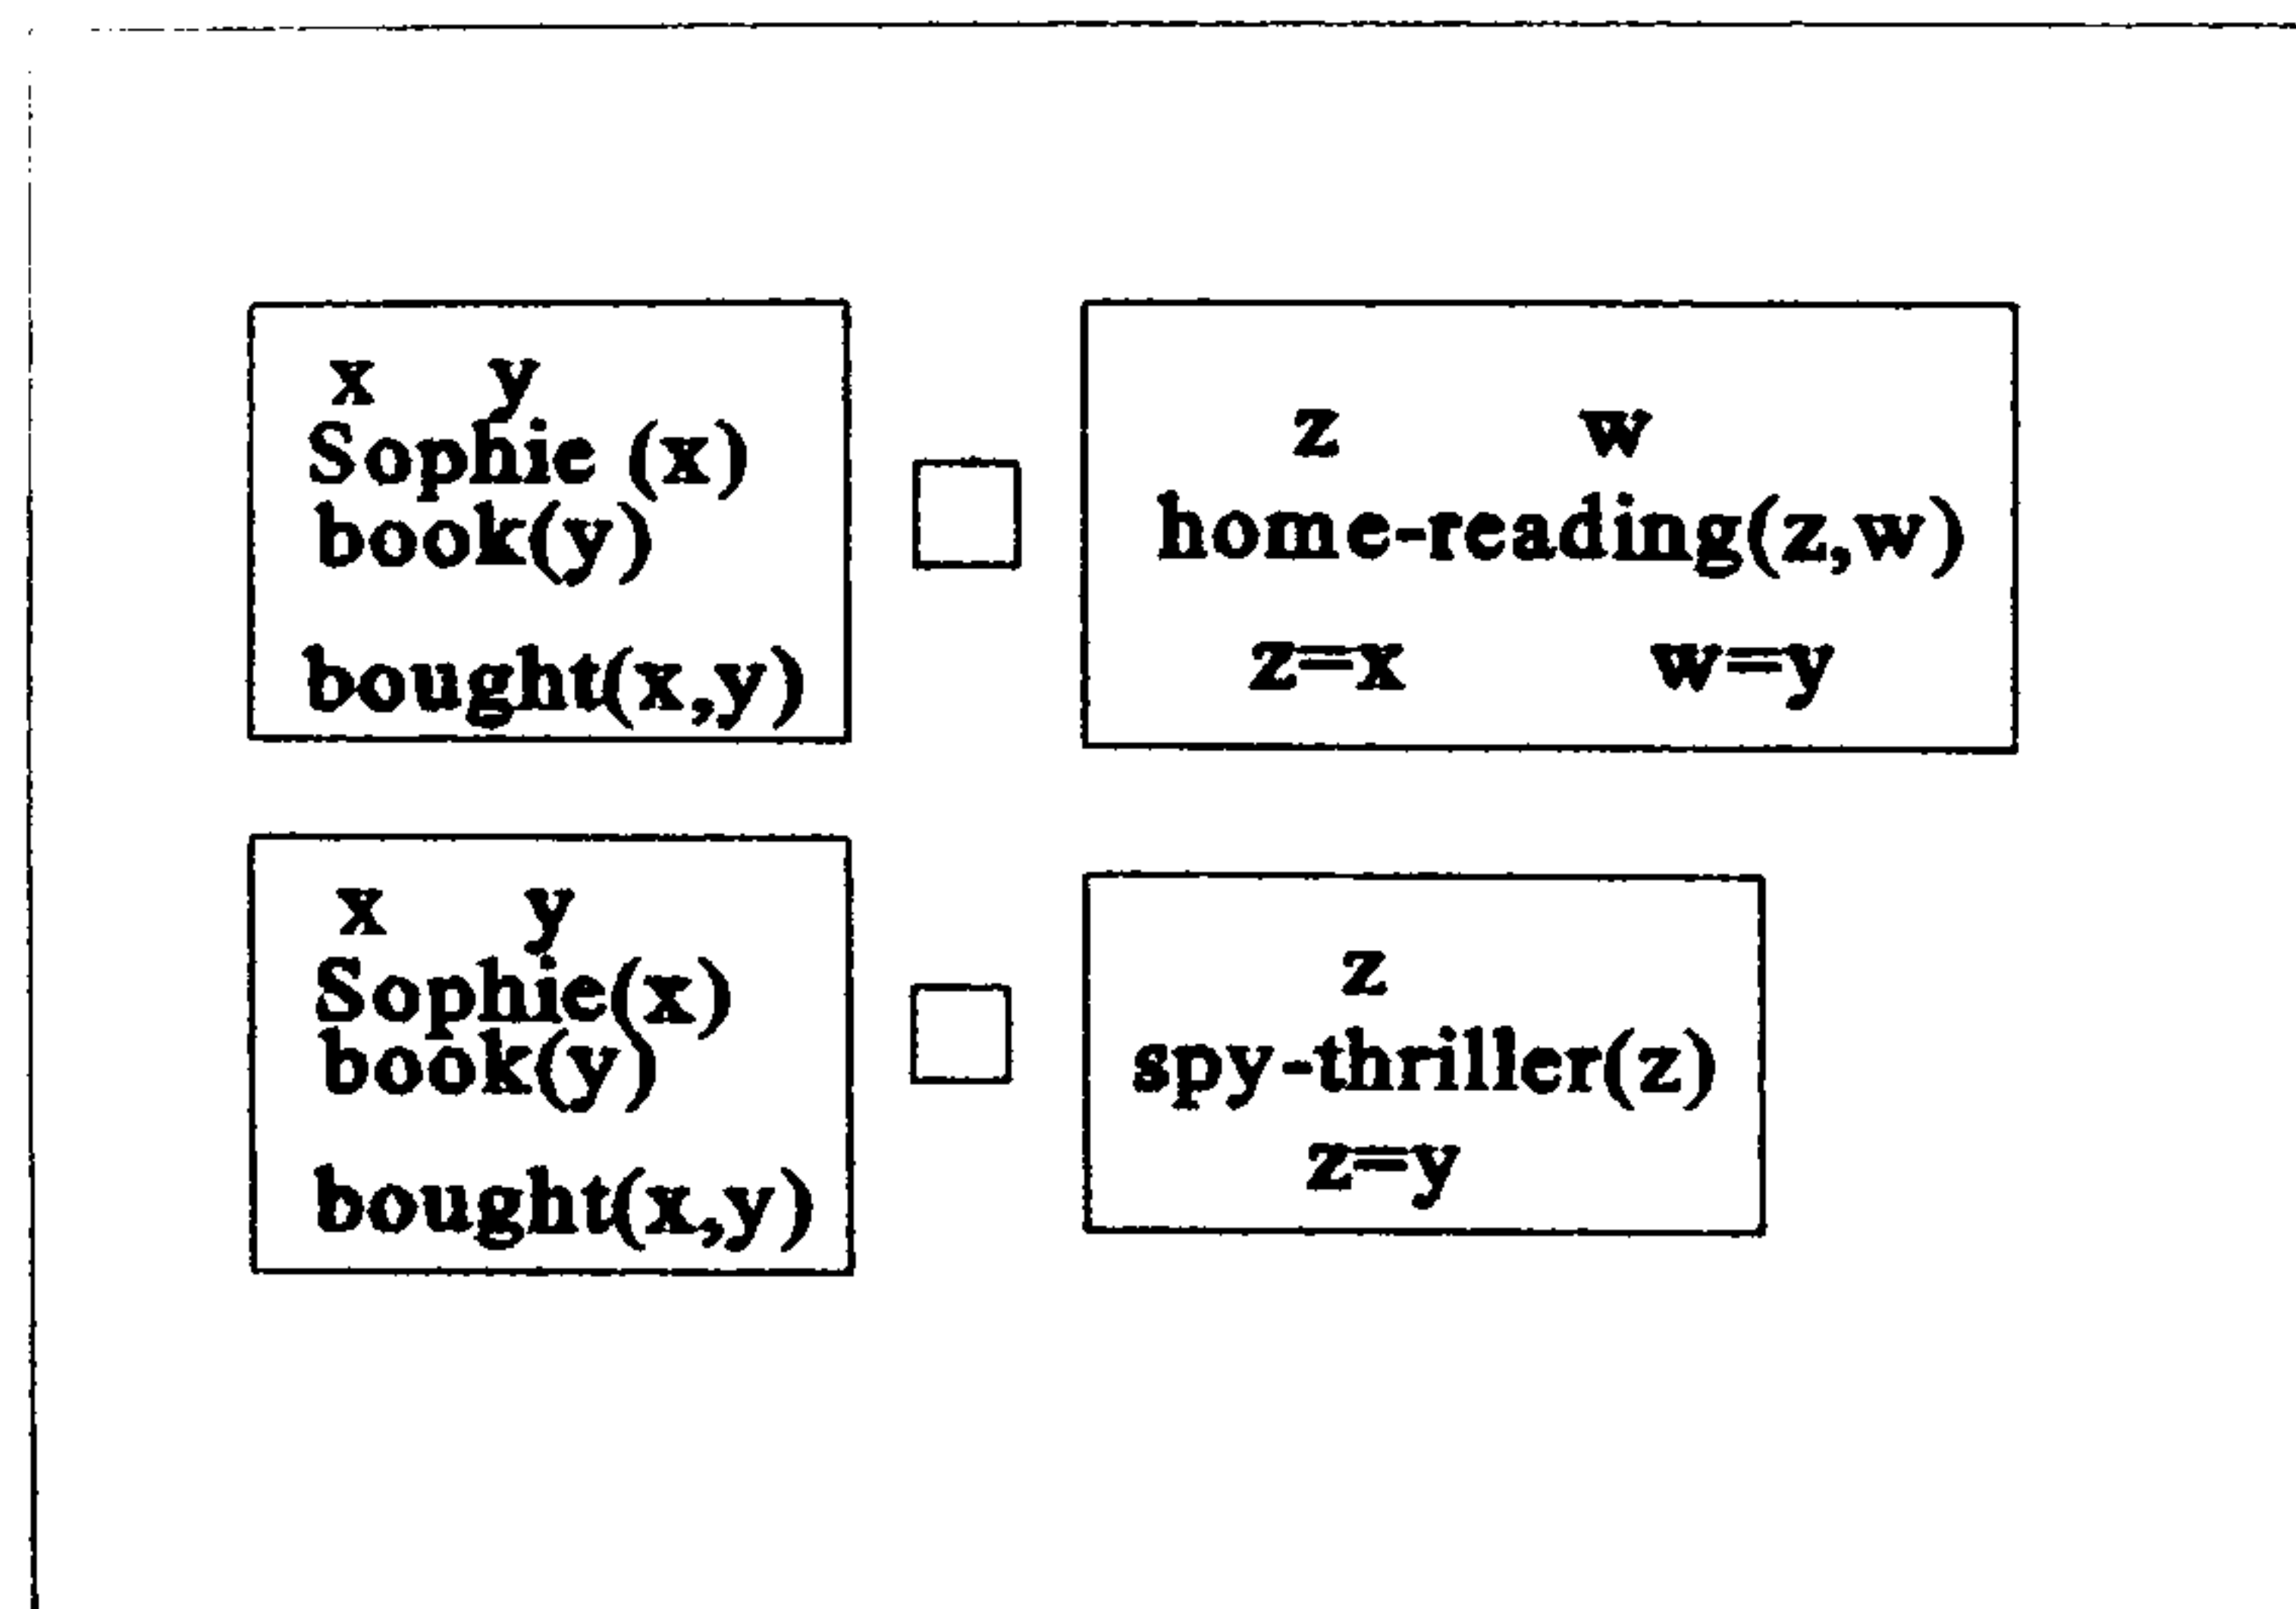 x y
Sophie (x)
book(y)
bought(x,y)
z w
home-reading(z,w)
z=x w=y
x y
Sophie(x)
book(y)
bought(x,y)
z
spy-thriller(z)
z=y